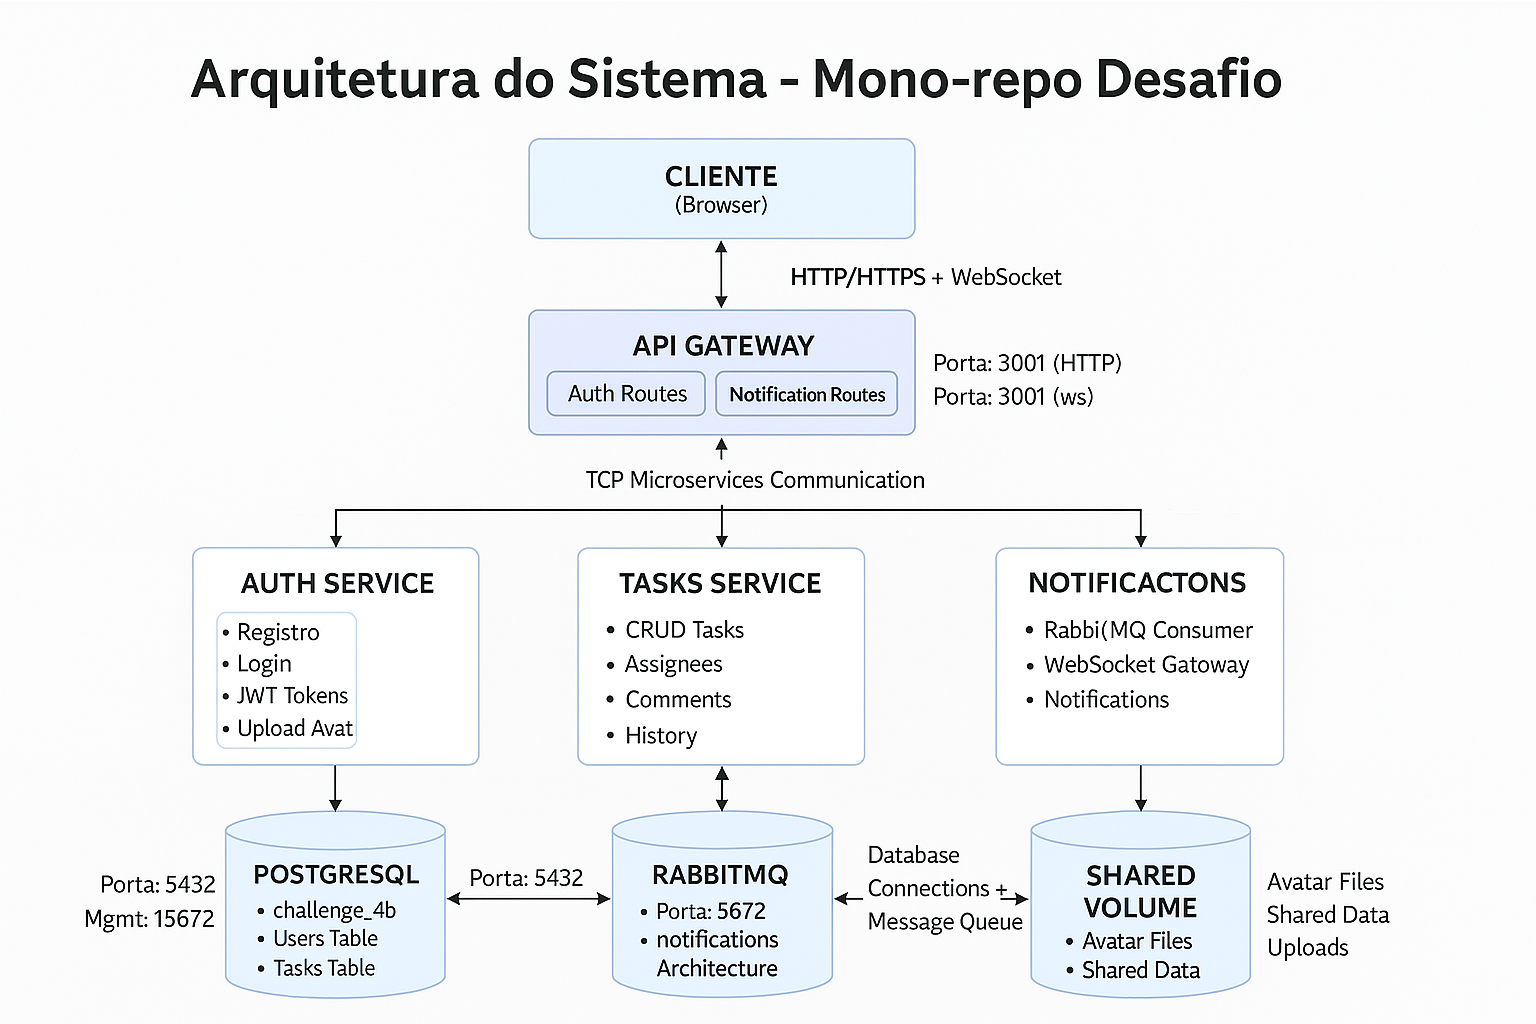 Arquitetura do Sistema - Mono-repo Desafio
CLIENTE
(Browser)
HTTP/HTTPS + WebSocket
API GATEWAY
Auth Routes
Notification Routes
Porta: 3001 (HTTP)
Porta: 3001 (ws)
TCP Microservices Communication
AUTH SERVICE
• Registro
• Login
• JWT Tokens
• Upload Avat
TASKS SERVICE
• CRUD Tasks
• Assignees
• Comments
• History
NOTIFICACTONS
• Rabbi(MQ Consumer
• WebSocket Gatoway
• Notifications
Porta: 5432
Mgmt: 15672
POSTGRESQL
• challenge_4b
• Users Table
• Tasks Table
Porta: 5432
RABBITMQ
• Porta: 5672
• notifications
Architecture
Database
Connections +
Message Queue
SHARED
VOLUME
• Avatar Files
• Shared Data
Avatar Files
Shared Data
Uploads